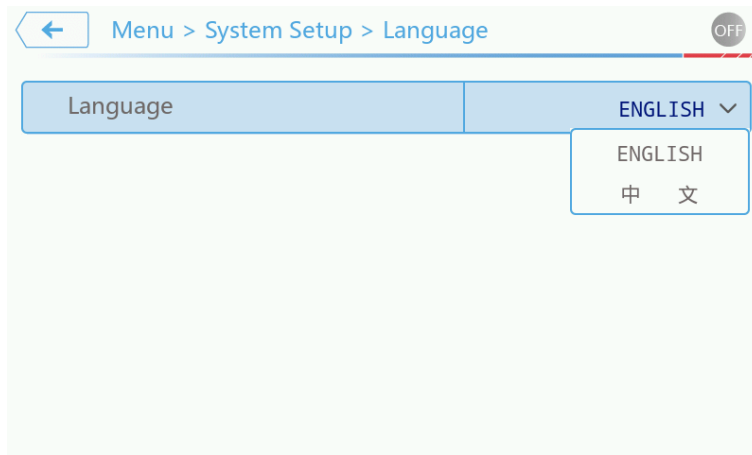 Menu > System Setup > Language
OFF
Language
ENGLISH
ENGLISH
中 文